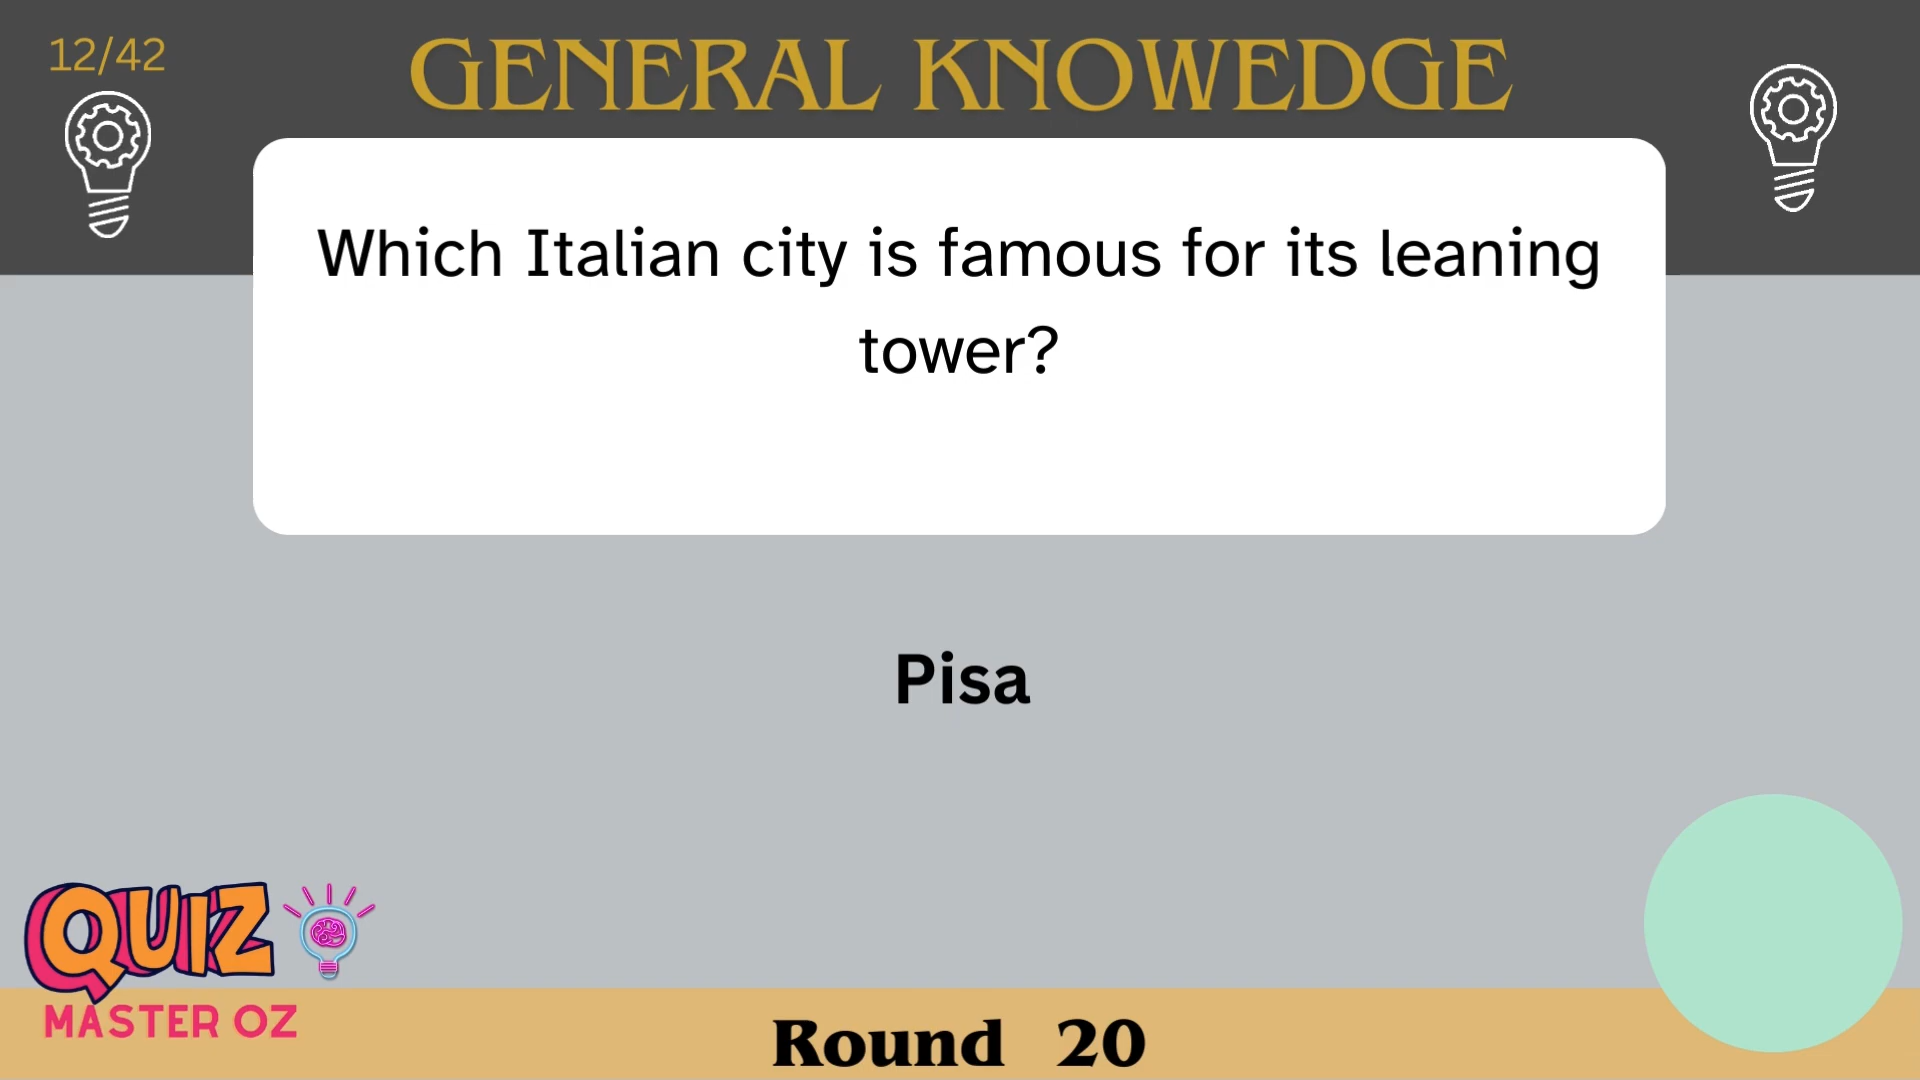 12/42
GENERAL KNOWEDGE
Which Italian city is famous for its leaning
tower?
Pisa
QUIZ
MASTER OZ
Round 20